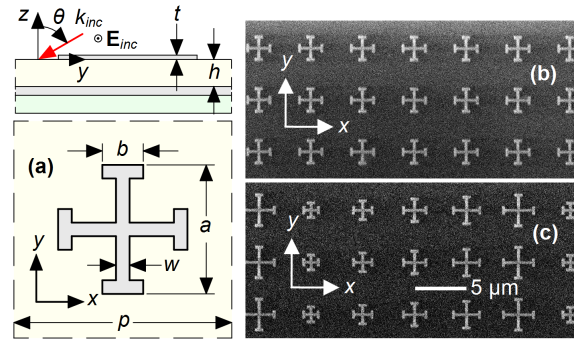 z θ k_inc ⊙ E_inc t
y h
(a) b
a
w
y
x
p
(b)
y
x
(c)
y
x
5 μm